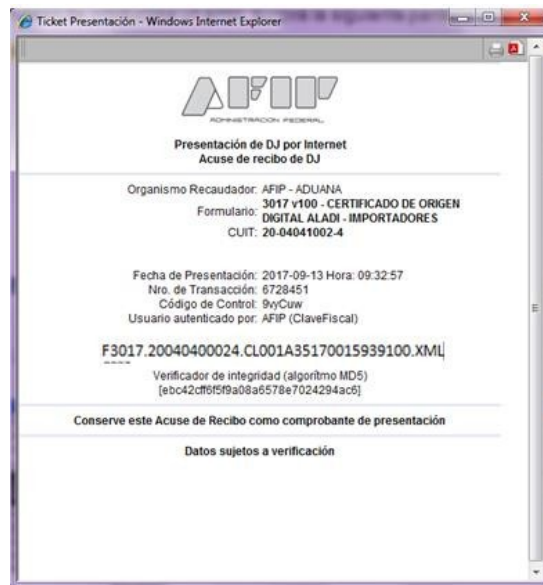 Ticket Presentación - Windows Internet Explorer
AFIP
ADMINISTRACION FEDERAL
Presentación de DJ por Internet
Acuse de recibo de DJ
Organismo Recaudador: AFIP - ADUANA
Formulario: 3017 v100 - CERTIFICADO DE ORIGEN
DIGITAL ALADI - IMPORTADORES
CUIT: 20-04041002-4
Fecha de Presentación: 2017-09-13 Hora: 09:32:57
Nro. de Transacción: 6728451
Código de Control: 9vyCuw
Usuario autenticado por: AFIP (ClaveFiscal)
F3017.20040400024.CL001A35170015939100.XML
Verificador de integridad (algorítmo MD5)
[ebc42cff6f5f9a08a6578e7024294ac6]
Conserve este Acuse de Recibo como comprobante de presentación
Datos sujetos a verificación